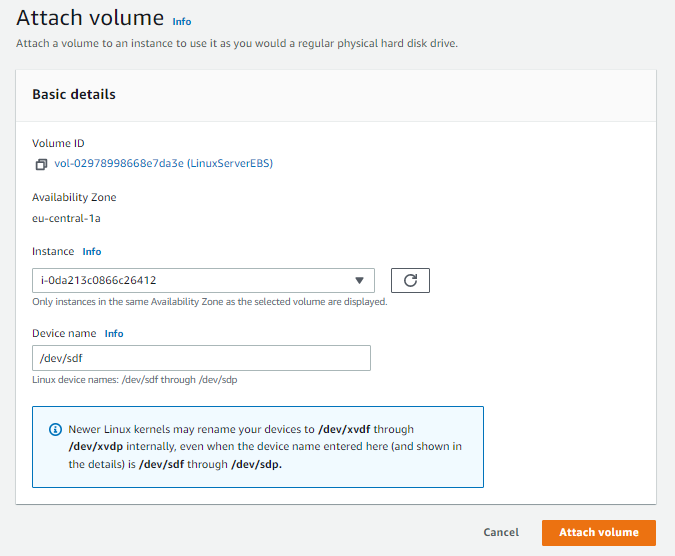 Attach volume Info
Attach a volume to an instance to use it as you would a regular physical hard disk drive.
Basic details
Volume ID
vol-02978998668e7da3e (LinuxServerEBS)
Availability Zone
eu-central-1a
Instance Info
i-0da213c0866c26412
Only instances in the same Availability Zone as the selected volume are displayed.
Device name Info
/dev/sdf
Linux device names: /dev/sdf through /dev/sdp
Newer Linux kernels may rename your devices to /dev/xvdf through
/dev/xvdp internally, even when the device name entered here (and shown in
the details) is /dev/sdf through /dev/sdp.
Cancel Attach volume